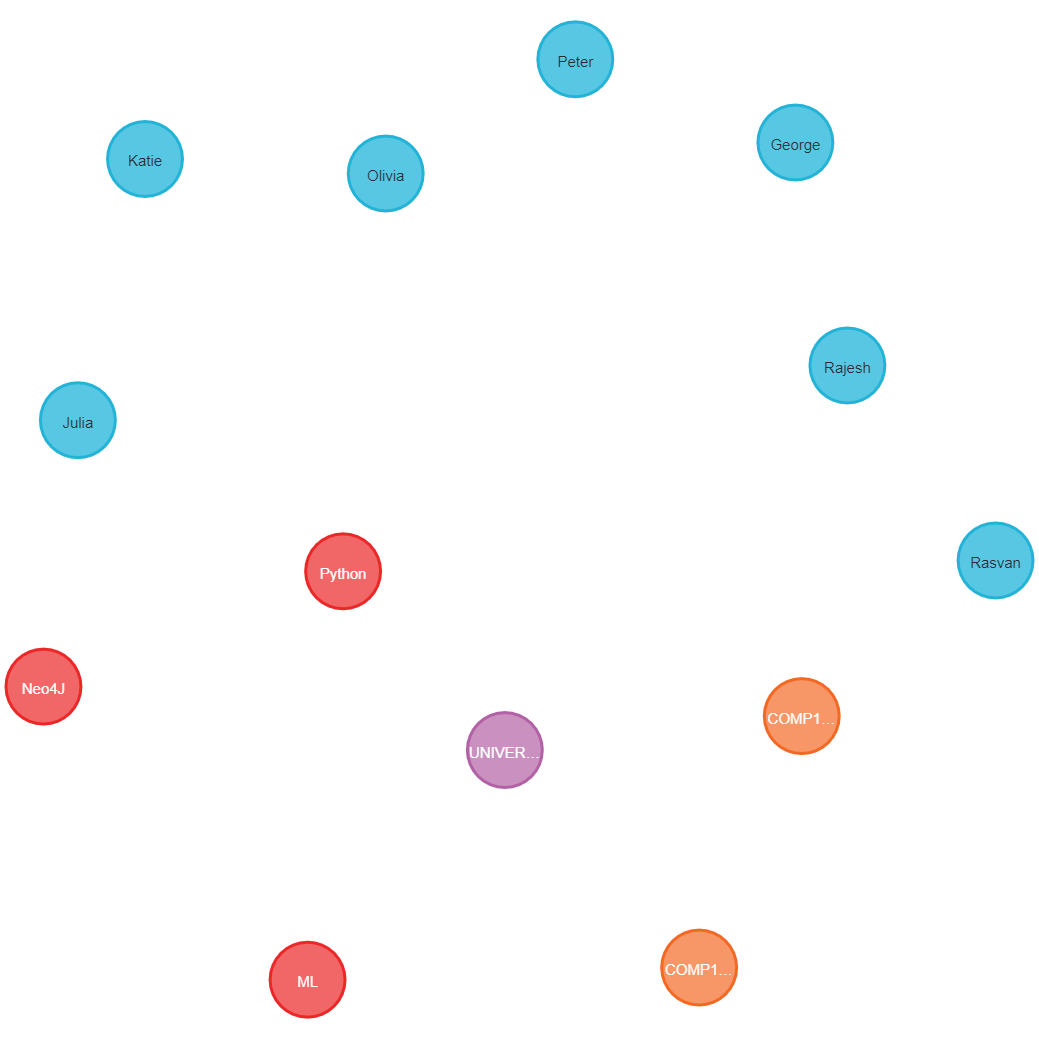 Peter
George
Katie
Olivia
Rajesh
Julia
Rasvan
Python
Neo4J
COMP1...
UNIVER...
COMP1...
ML